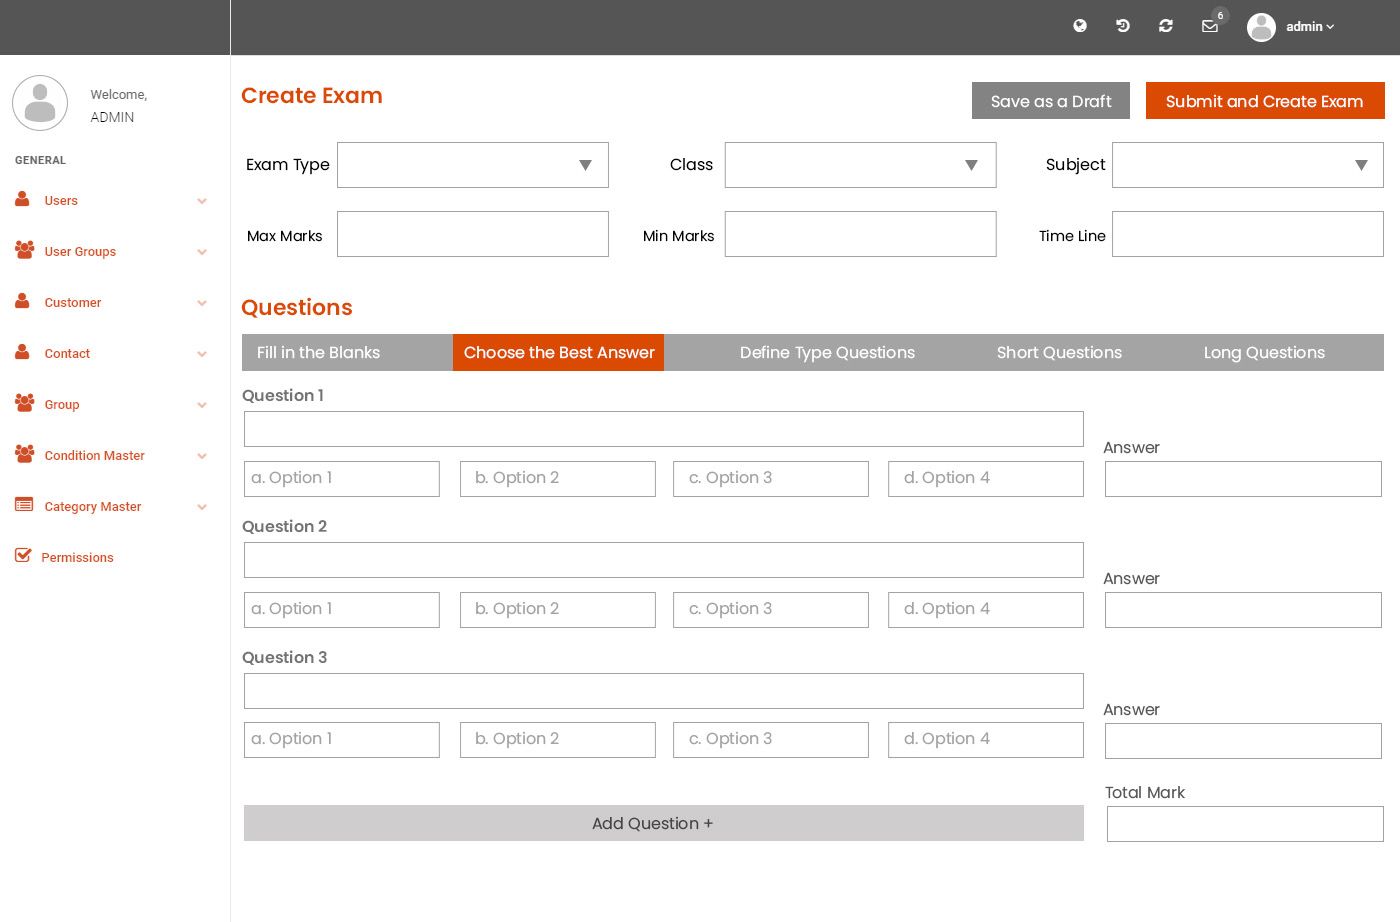 6
admin
Welcome,
ADMIN
GENERAL
Users
User Groups
Customer
Contact
Group
Condition Master
Category Master
Permissions
Create Exam
Save as a Draft
Submit and Create Exam
Exam Type
Class
Subject
Max Marks
Min Marks
Time Line
Questions
Fill in the Blanks
Choose the Best Answer
Define Type Questions
Short Questions
Long Questions
Question 1
a. Option 1
b. Option 2
c. Option 3
d. Option 4
Answer
Question 2
a. Option 1
b. Option 2
c. Option 3
d. Option 4
Answer
Question 3
a. Option 1
b. Option 2
c. Option 3
d. Option 4
Answer
Total Mark
Add Question +